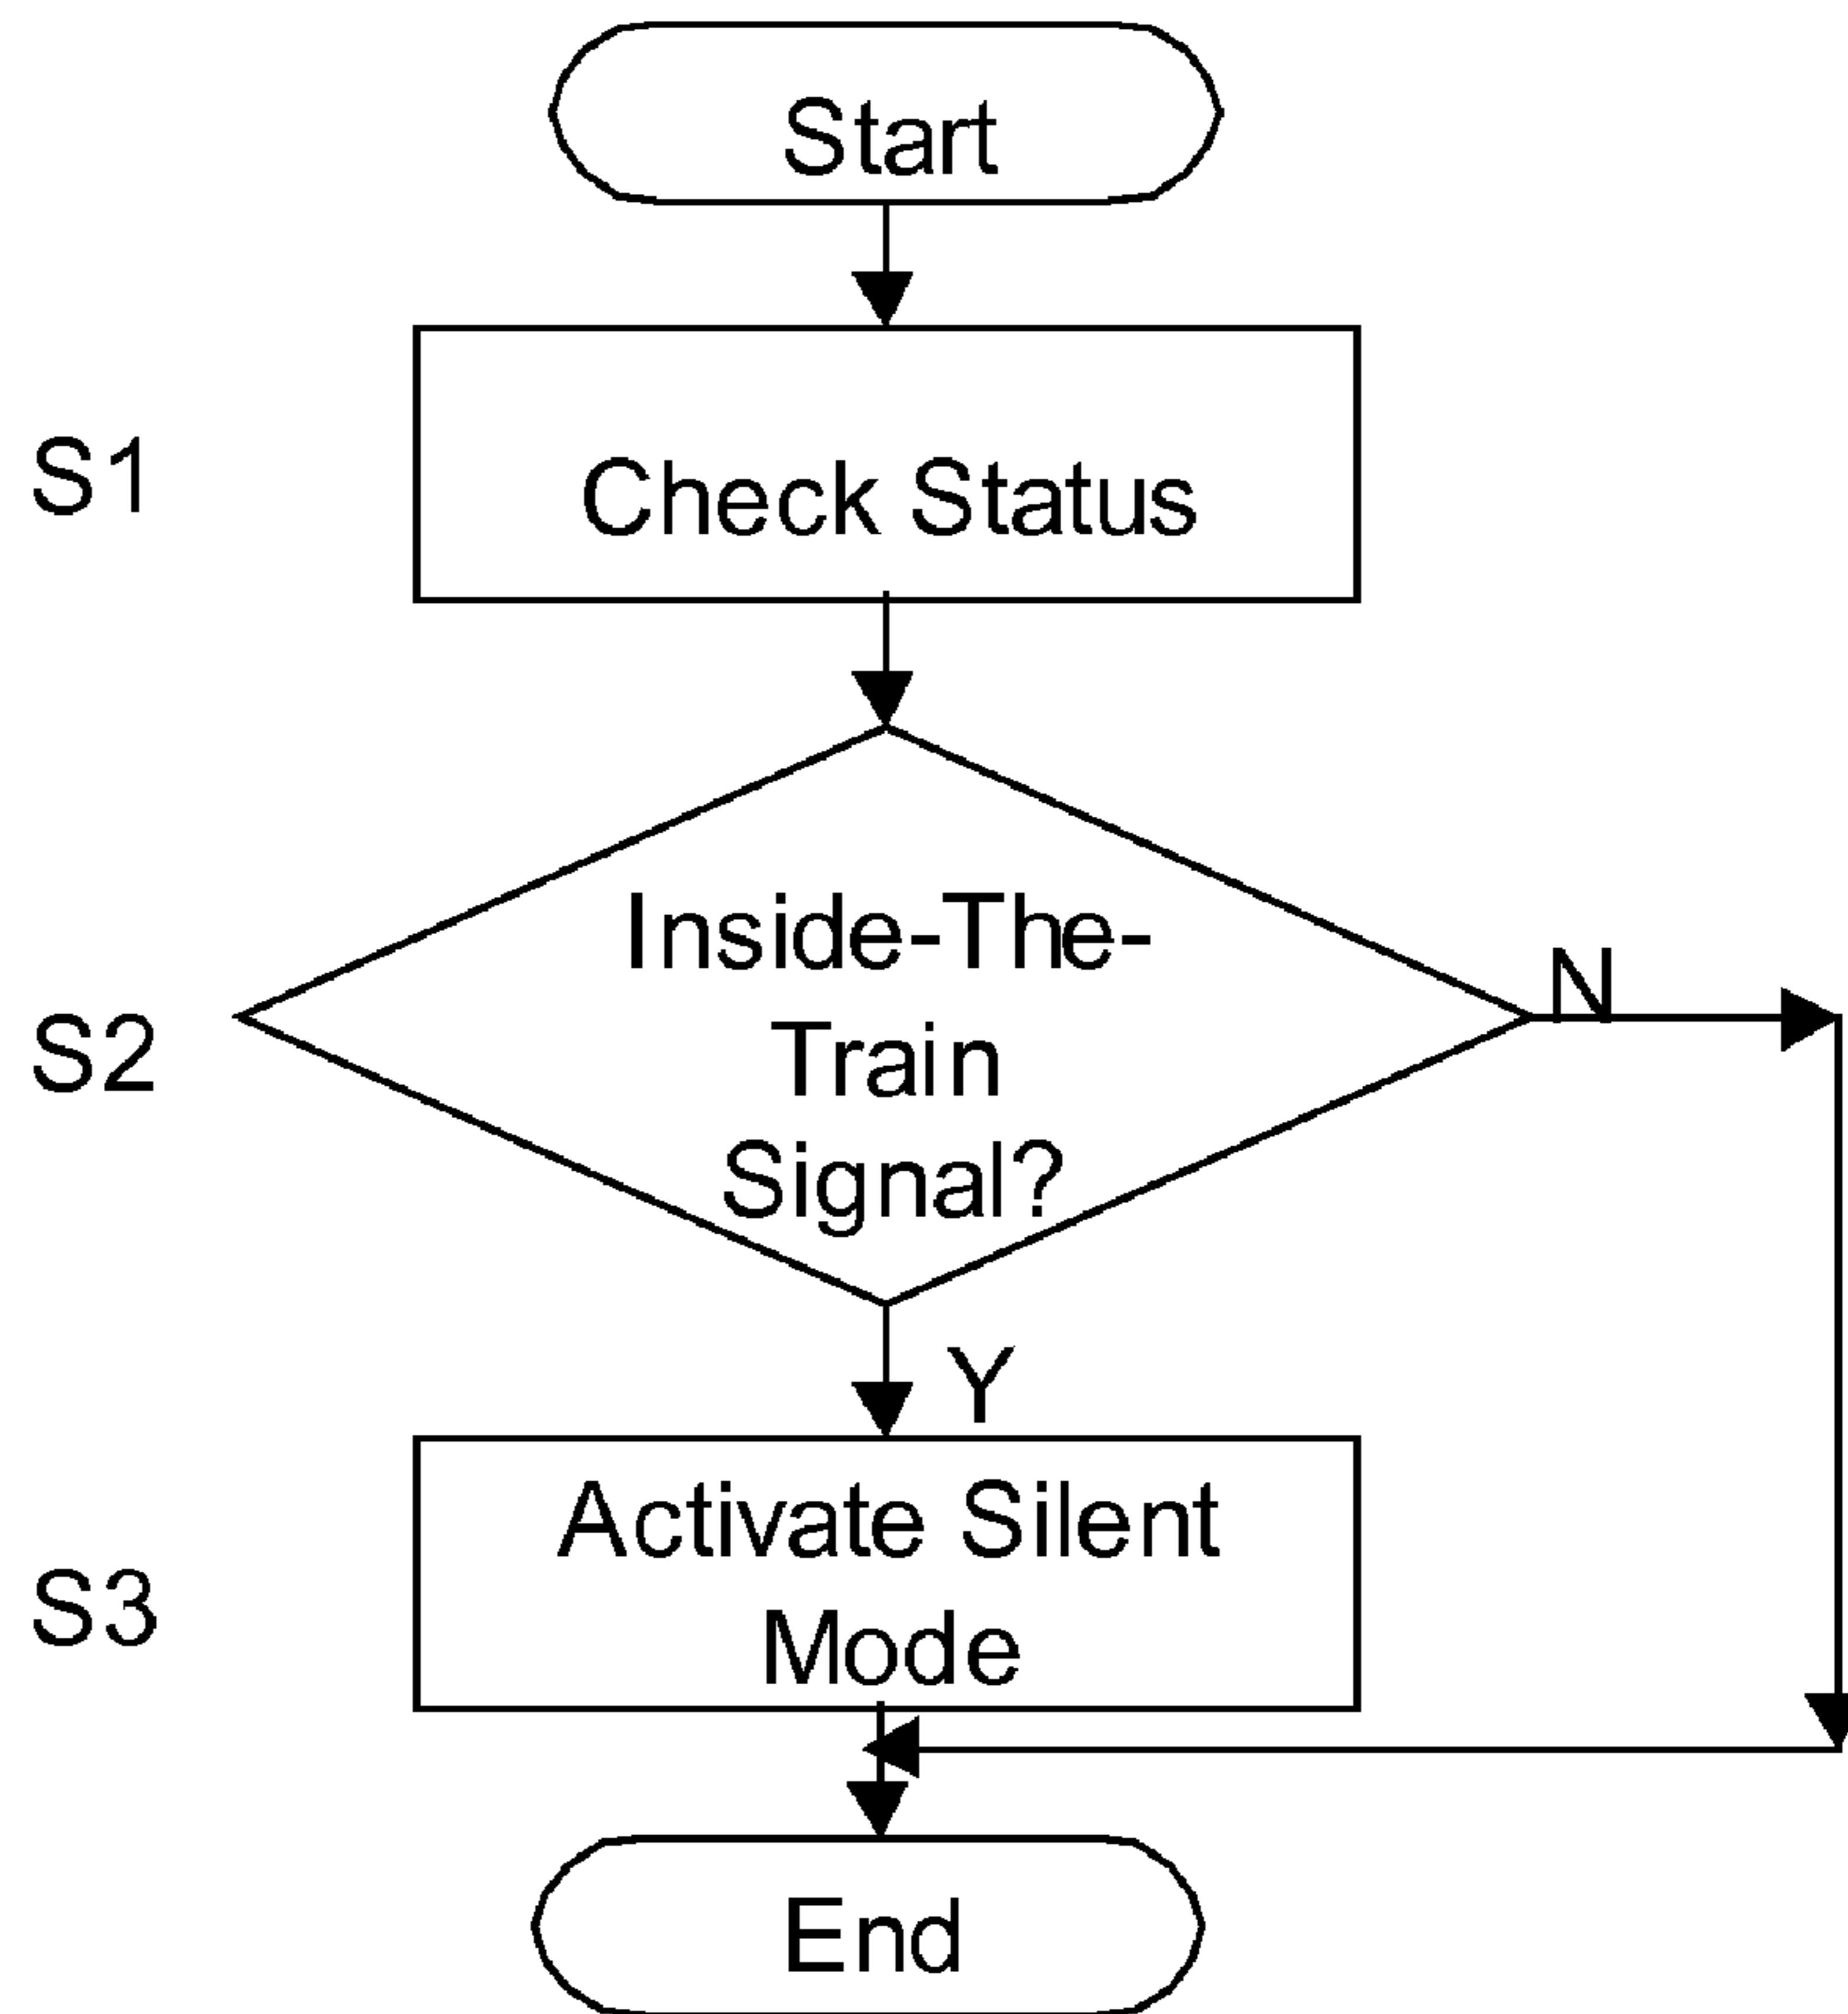 Start
S1
Check Status
Inside-The-
N
S2
Train
Signal?
Y
Activate Silent
S3
Mode
End